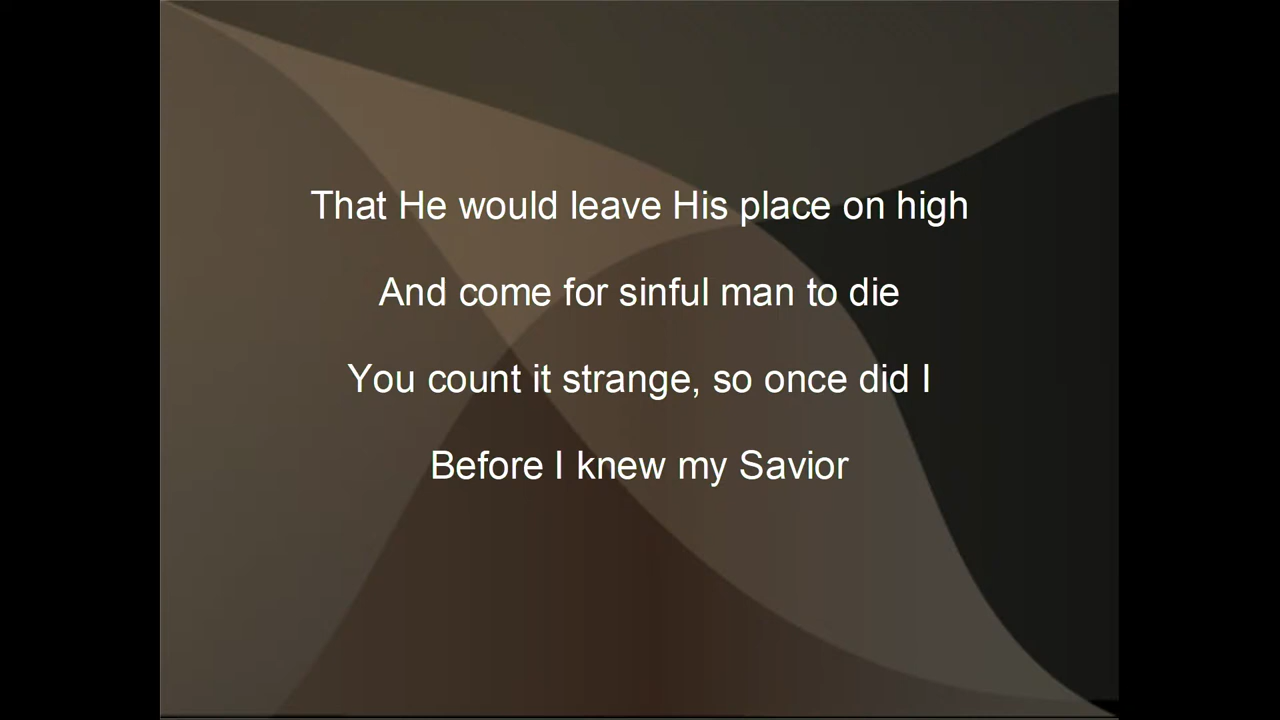 That He would leave His place on high
And come for sinful man to die
You count it strange, so once did I
Before I knew my Savior